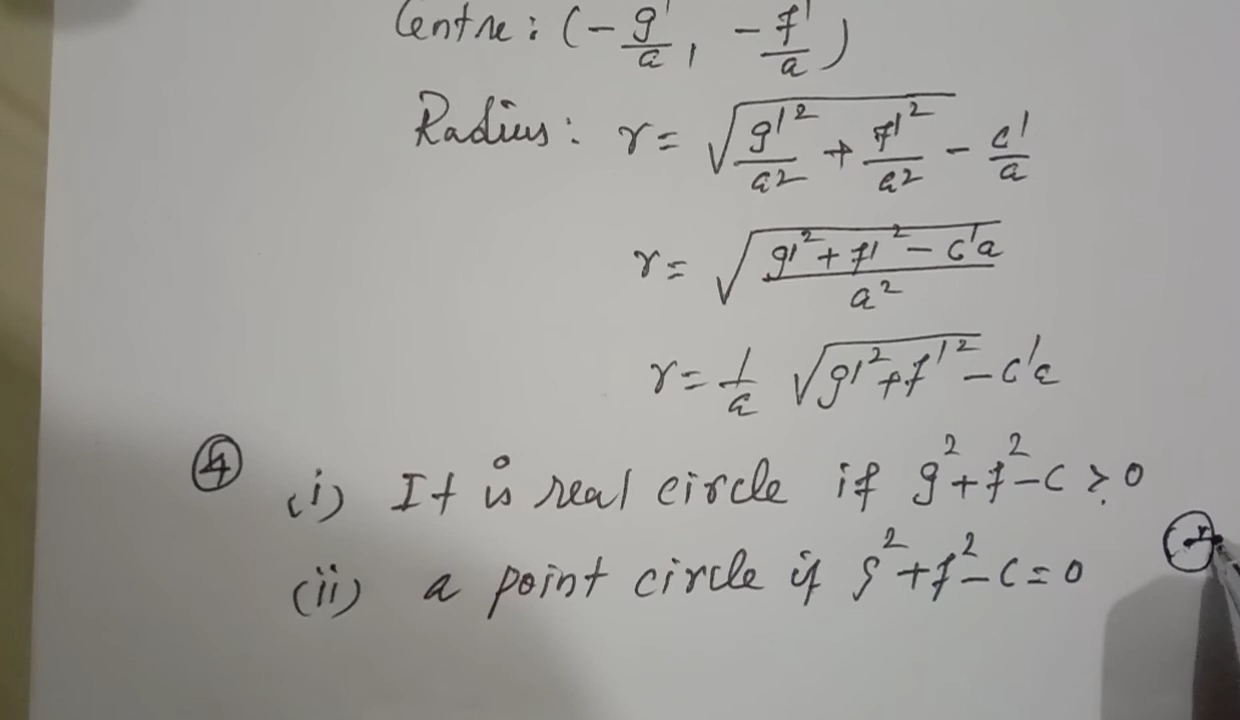 Centre : (-g'/a, -f'/a)
Radius : r = √(g'²/a² + f'²/a² - c'/a)
r = √((g'² + f'² - c'a)/a²)
r = 1/a √(g'² + f'² - c'a)
④ (i) It is real circle if g² + f² - c > 0
(ii) a point circle if g² + f² - c = 0
r